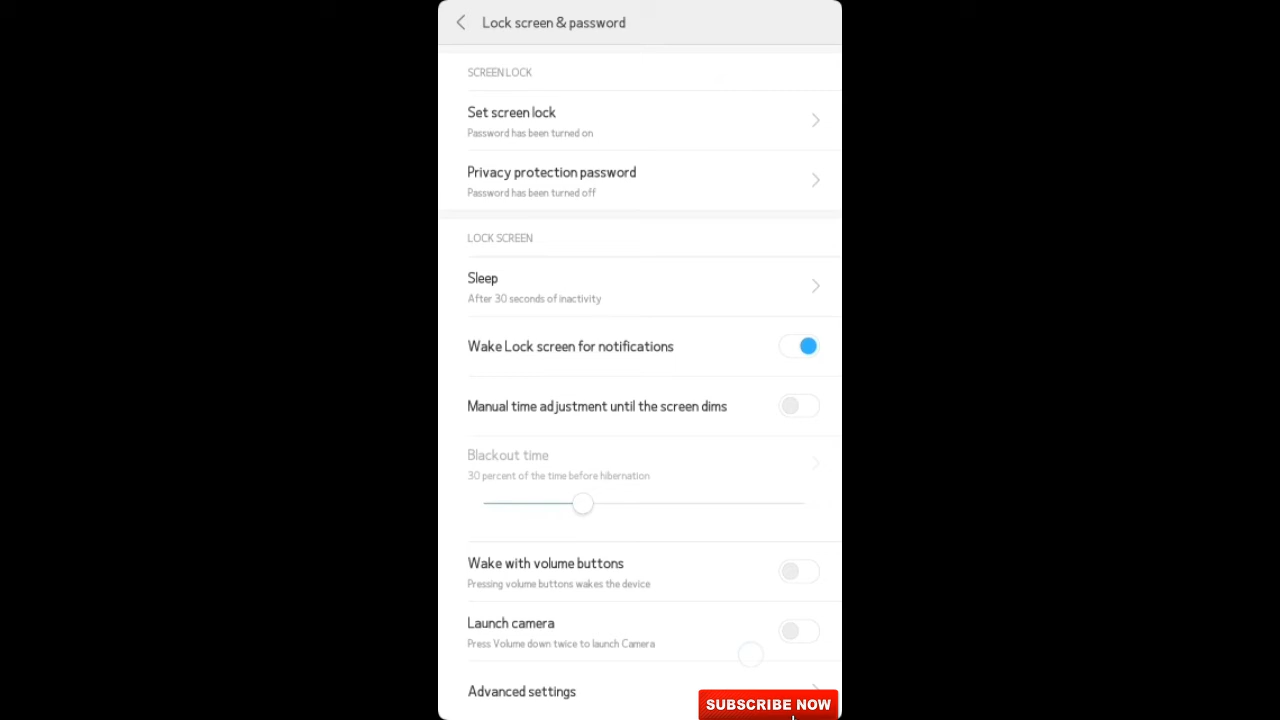 Lock screen & password
SCREEN LOCK
Set screen lock
Password has been turned on
Privacy protection password
Password has been turned off
LOCK SCREEN
Sleep
After 30 seconds of inactivity
Wake Lock screen for notifications
Manual time adjustment until the screen dims
Blackout time
30 percent of the time before hibernation
Wake with volume buttons
Pressing volume buttons wakes the device
Launch camera
Press Volume down twice to launch Camera
Advanced settings
SUBSCRIBE NOW